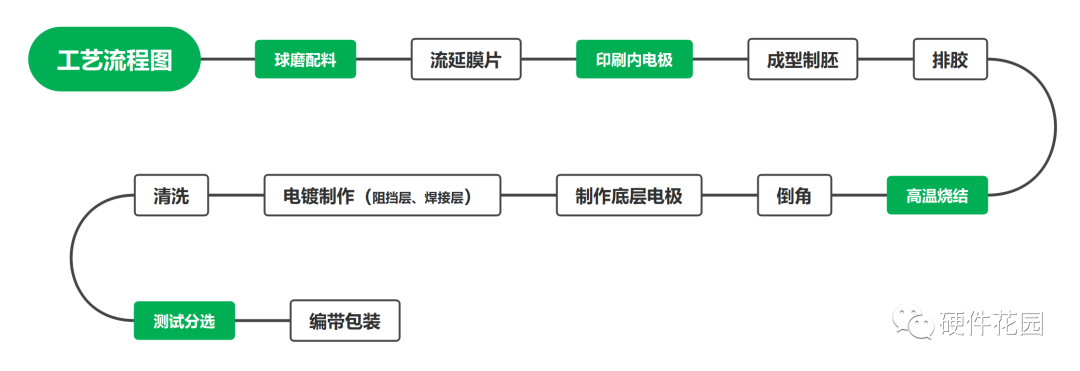 工艺流程图
球磨配料
流延膜片
印刷内电极
成型制胚
排胶
高温烧结
倒角
制作底层电极
电镀制作（阻挡层、焊接层）
清洗
测试分选
编带包装
硬件花园